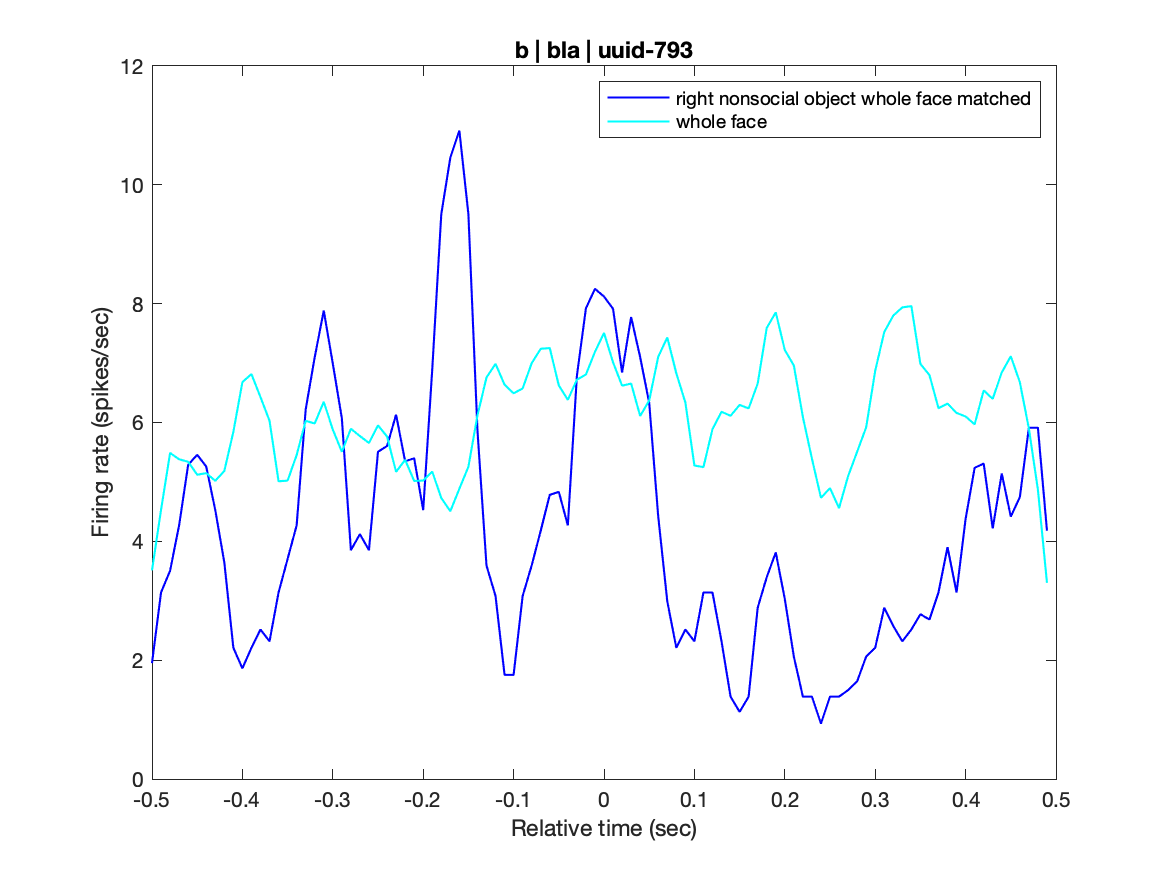 b | bla | uuid-793
right nonsocial object whole face matched
whole face
Firing rate (spikes/sec)
12
10
8
6
4
2
0
-0.5 -0.4 -0.3 -0.2 -0.1 0 0.1 0.2 0.3 0.4 0.5
Relative time (sec)